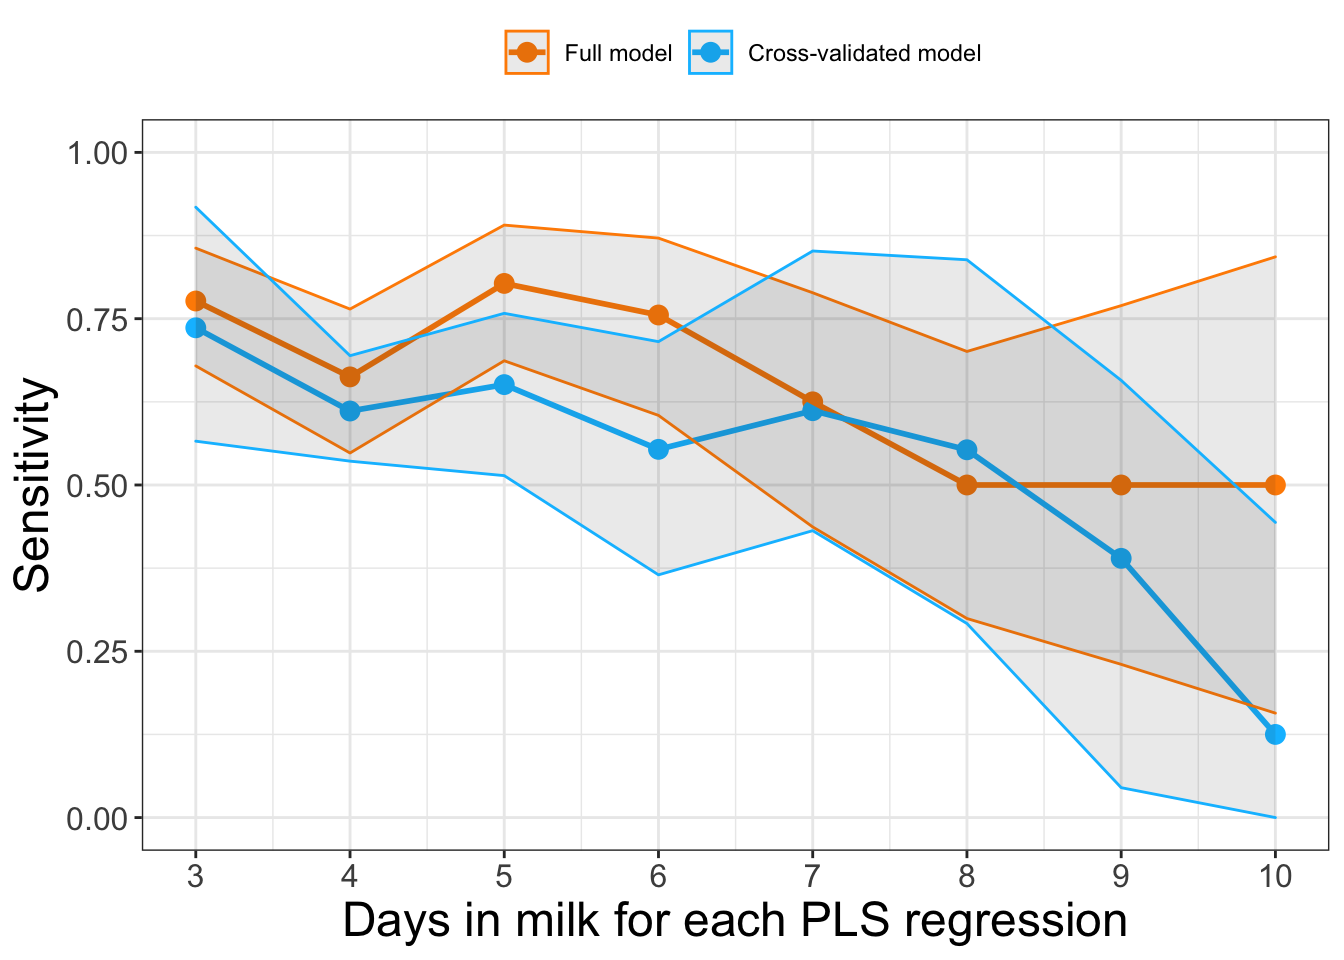 Full model Cross-validated model
1.00
0.75
0.50
0.25
0.00
Sensitivity
3 4 5 6 7 8 9 10
Days in milk for each PLS regression